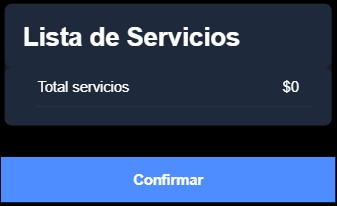 Lista de Servicios
Total servicios $0
Confirmar